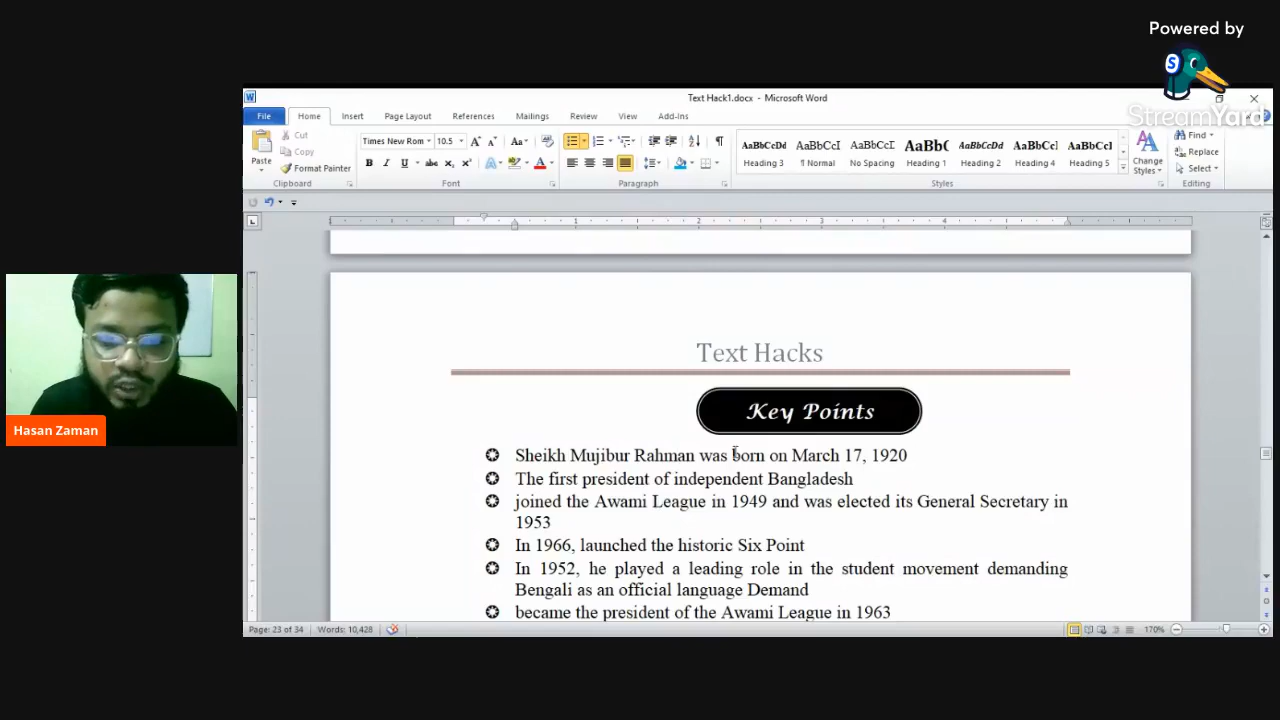 Powered by
StreamYard
Text Hack1.docx - Microsoft Word
File Home Insert Page Layout References Mailings Review View Add-Ins
Paste
Cut
Copy
Format Painter
Clipboard
Times New Rom 10.5
Font
Paragraph
AaBbCcDd AaBbCcI AaBbCcI AaBbC AaBbCcDd AaBbCcI AaBbCcI
Heading 3 ¶ Normal No Spacing Heading 1 Heading 2 Heading 4 Heading 5
Change Styles
Styles
Find
Replace
Select
Editing
Text Hacks
Key Points
Sheikh Mujibur Rahman was born on March 17, 1920
The first president of independent Bangladesh
joined the Awami League in 1949 and was elected its General Secretary in
1953
In 1966, launched the historic Six Point
In 1952, he played a leading role in the student movement demanding
Bengali as an official language Demand
became the president of the Awami League in 1963
Hasan Zaman
Page: 23 of 34 Words: 10,428 170%